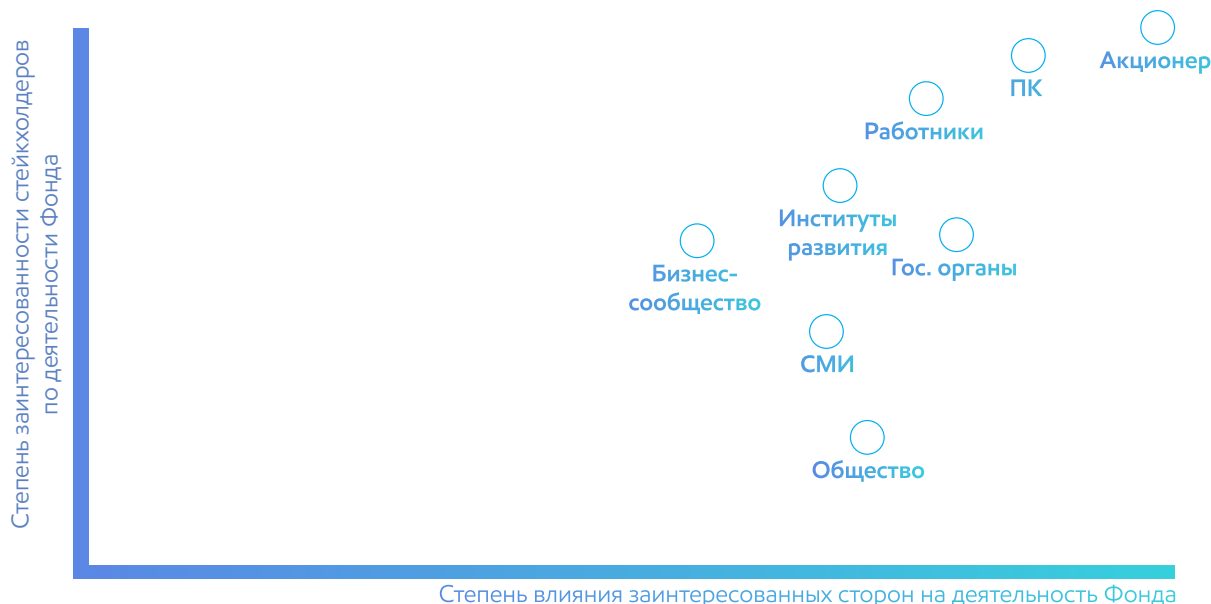 Степень заинтересованности стейкхолдеров
по деятельности Фонда
Акционер
ПК
Работники
Институты
развития
Гос. органы
Бизнес-
сообщество
СМИ
Общество
Степень влияния заинтересованных сторон на деятельность Фонда